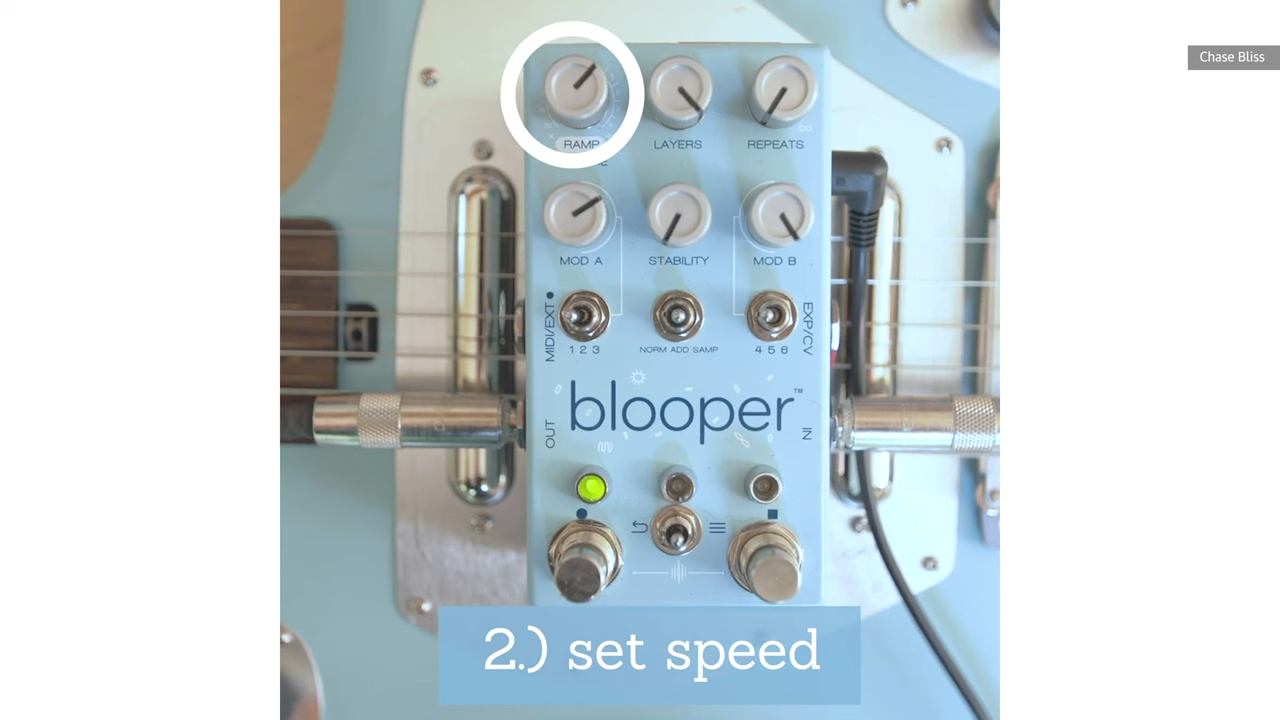 Chase Bliss
RAMP
LAYERS
REPEATS
MOD A
STABILITY
MOD B
MIDI/EXT
EXP/CV
1 2 3
NORM ADD SAMP
4 5 6
blooper™
OUT
IN
2.) set speed